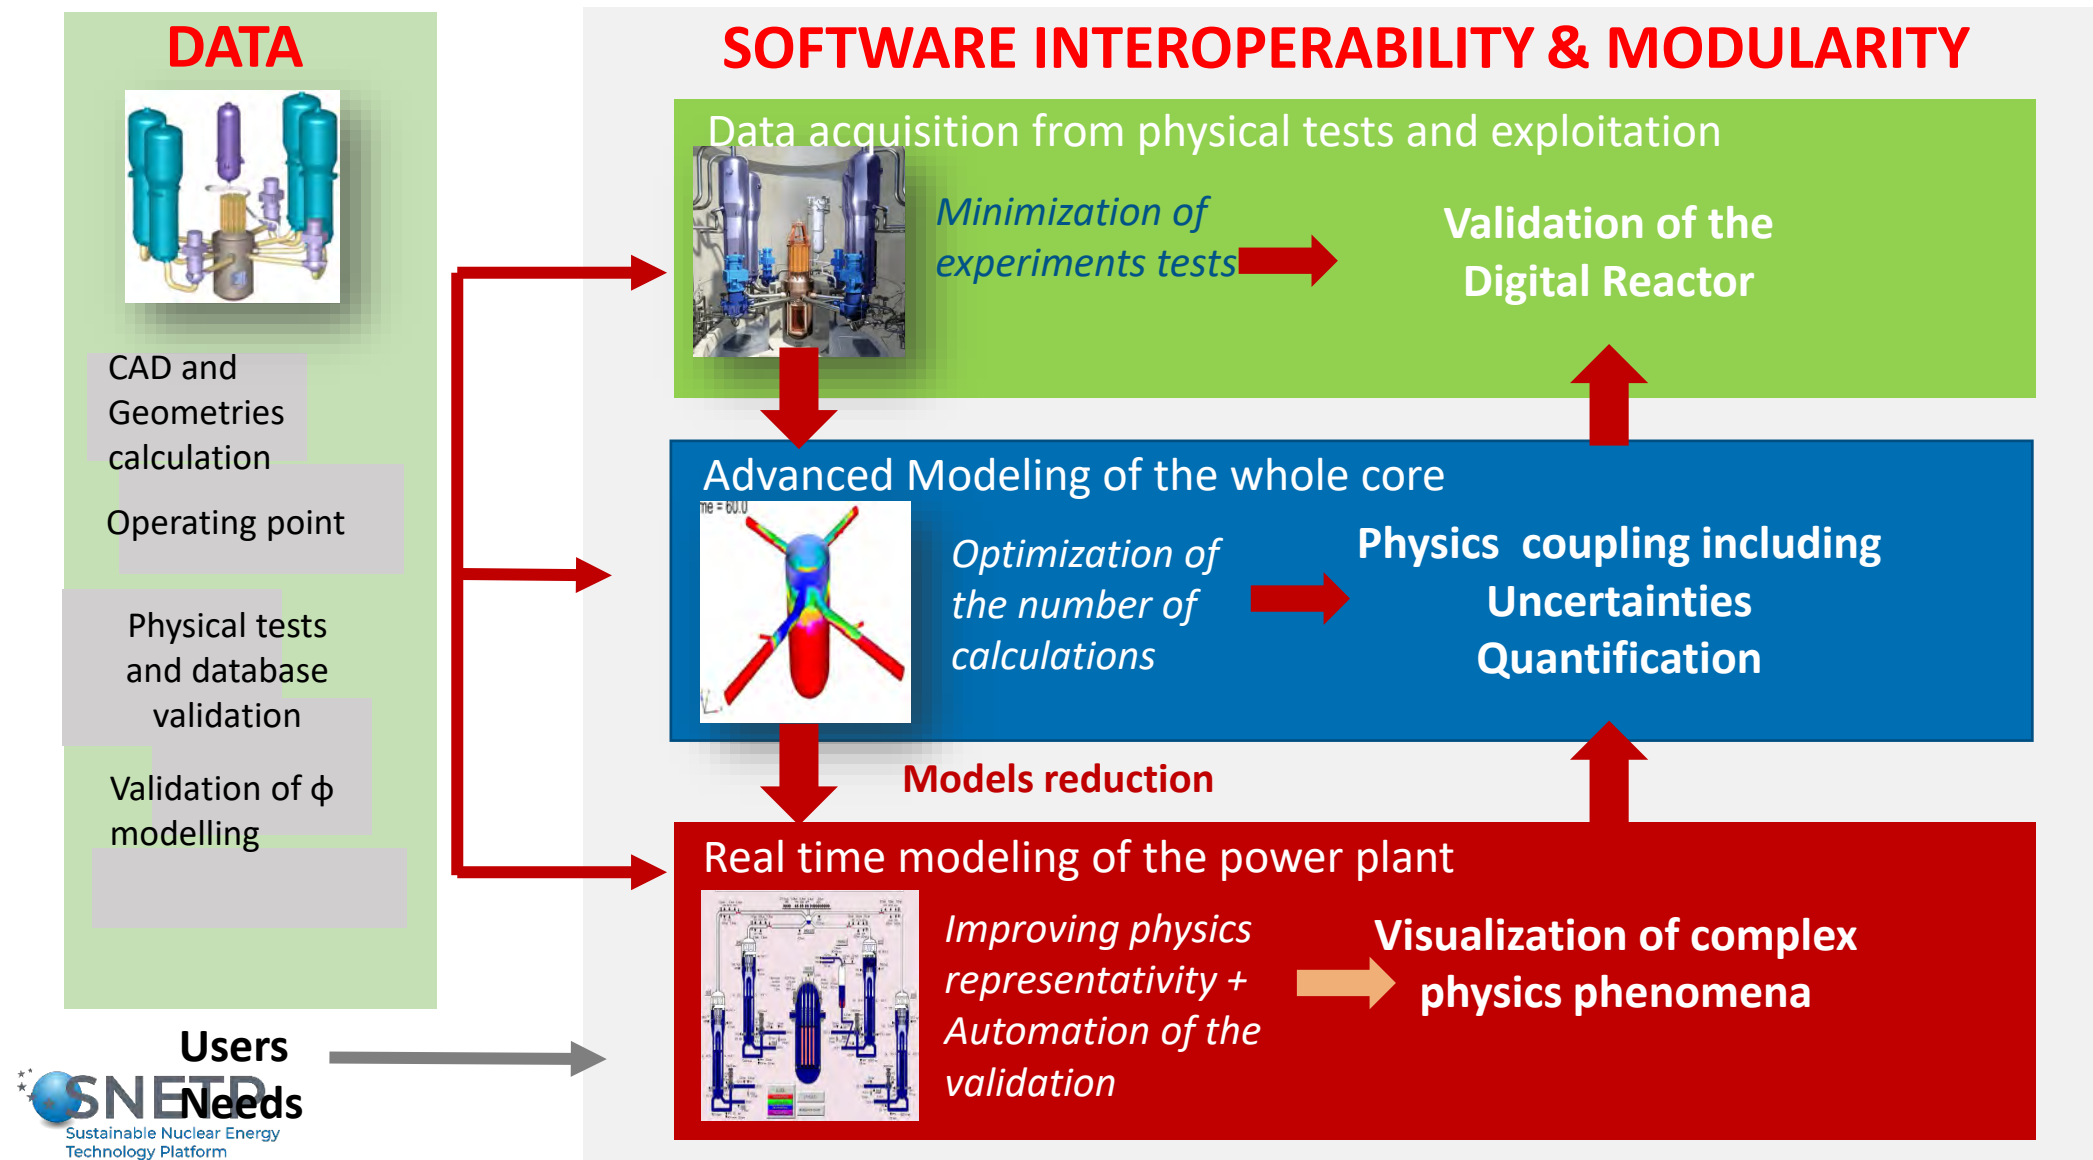 DATA
CAD and
Geometries
calculation
Operating point
Physical tests
and database
validation
Validation of ϕ
modelling
Users
Needs
SNETP
Sustainable Nuclear Energy
Technology Platform
SOFTWARE INTEROPERABILITY & MODULARITY
Data acquisition from physical tests and exploitation
Minimization of
experiments tests
Validation of the
Digital Reactor
Advanced Modeling of the whole core
me = 60.0
Optimization of
the number of
calculations
Physics coupling including
Uncertainties
Quantification
Models reduction
Real time modeling of the power plant
Improving physics
representativity +
Automation of the
validation
Visualization of complex
physics phenomena